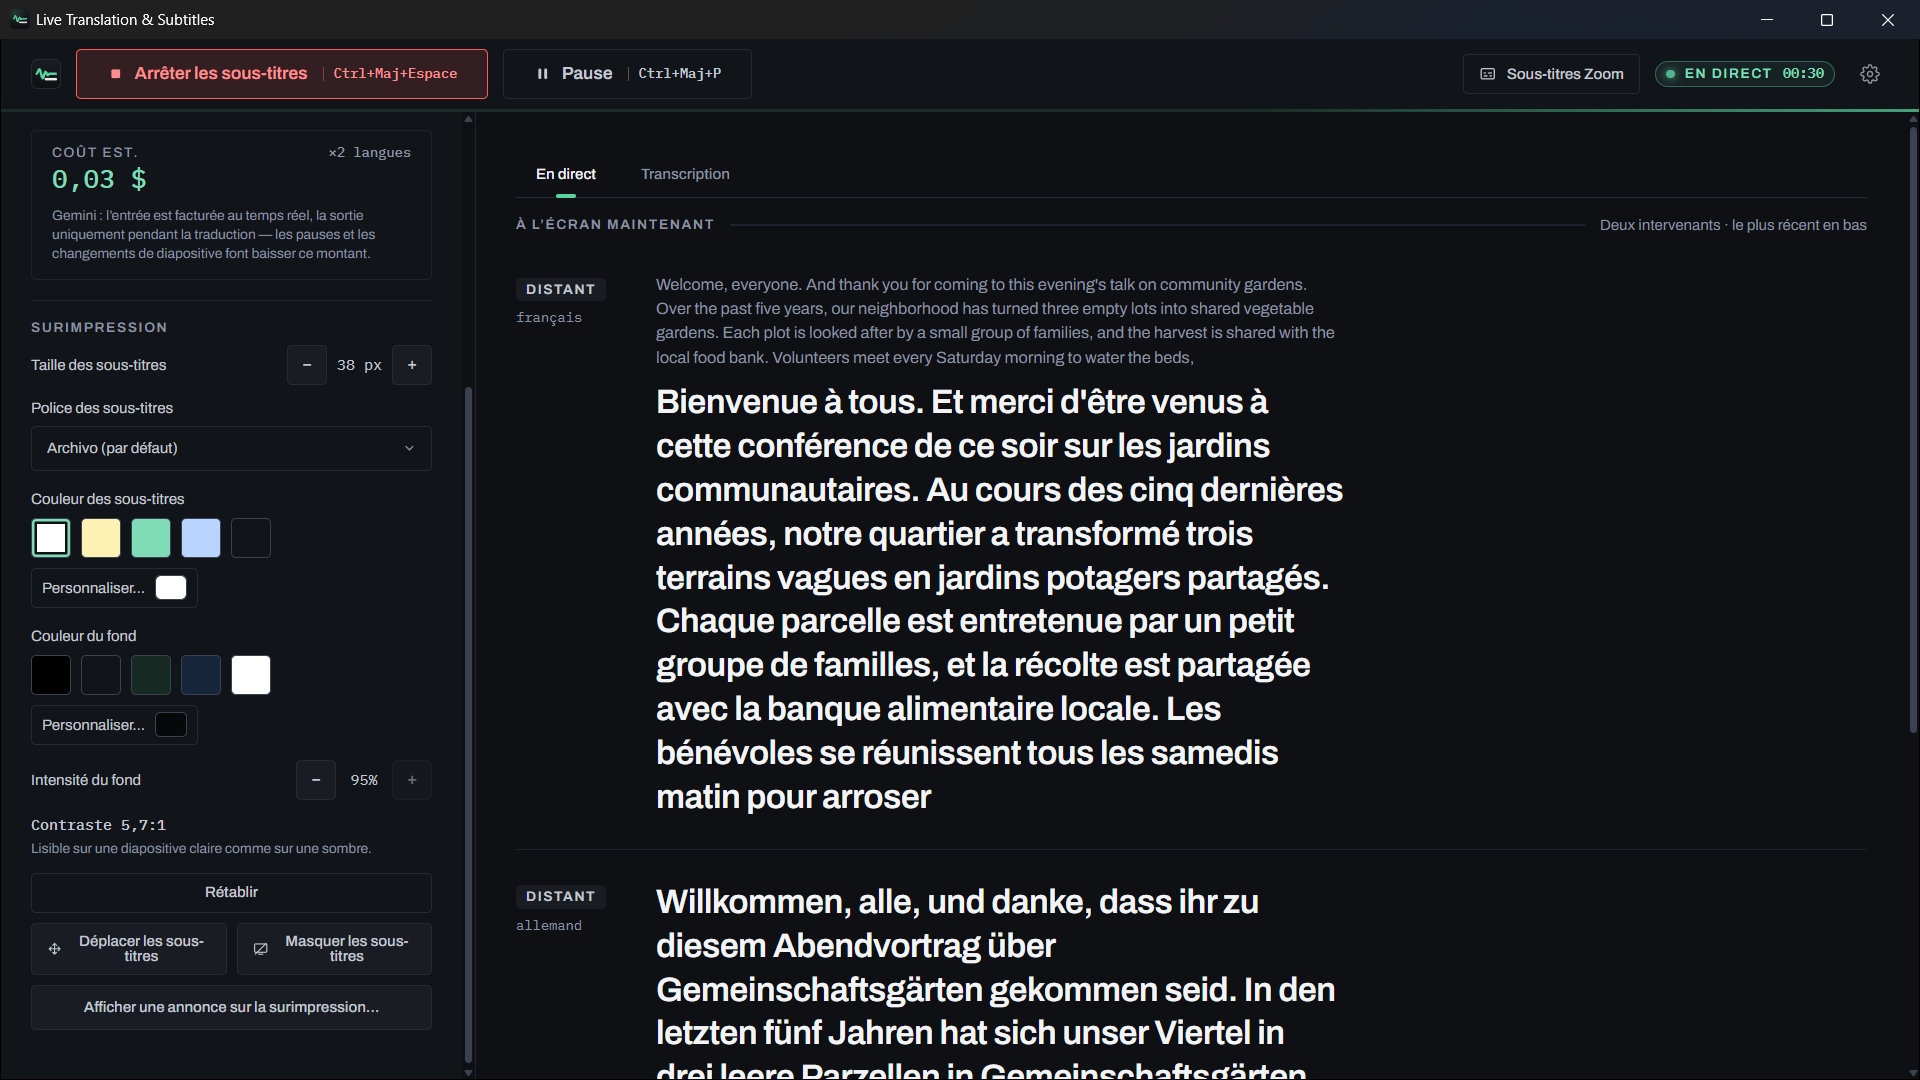 Live Translation & Subtitles
Arrêter les sous-titres | Ctrl+Maj+Espace
Pause | Ctrl+Maj+P
Sous-titres Zoom
EN DIRECT 00:30
COÛT EST.
×2 langues
0,03 $
Gemini : l’entrée est facturée au temps réel, la sortie
uniquement pendant la traduction — les pauses et les
changements de diapositive font baisser ce montant.
SURIMPRESSION
Taille des sous-titres
− 38 px +
Police des sous-titres
Archivo (par défaut)
Couleur des sous-titres
Personnaliser...
Couleur du fond
Personnaliser...
Intensité du fond
− 95% +
Contraste 5,7:1
Lisible sur une diapositive claire comme sur une sombre.
Rétablir
Déplacer les sous-
titres
Masquer les sous-
titres
Afficher une annonce sur la surimpression...
En direct
Transcription
À L’ÉCRAN MAINTENANT
Deux intervenants · le plus récent en bas
DISTANT
français
Welcome, everyone. And thank you for coming to this evening's talk on community gardens.
Over the past five years, our neighborhood has turned three empty lots into shared vegetable
gardens. Each plot is looked after by a small group of families, and the harvest is shared with the
local food bank. Volunteers meet every Saturday morning to water the beds,
Bienvenue à tous. Et merci d'être venus à
cette conférence de ce soir sur les jardins
communautaires. Au cours des cinq dernières
années, notre quartier a transformé trois
terrains vagues en jardins potagers partagés.
Chaque parcelle est entretenue par un petit
groupe de familles, et la récolte est partagée
avec la banque alimentaire locale. Les
bénévoles se réunissent tous les samedis
matin pour arroser
DISTANT
allemand
Willkommen, alle, und danke, dass ihr zu
diesem Abendvortrag über
Gemeinschaftsgärten gekommen seid. In den
letzten fünf Jahren hat sich unser Viertel in
drei leere Parzellen in Gemeinschaftsgärten